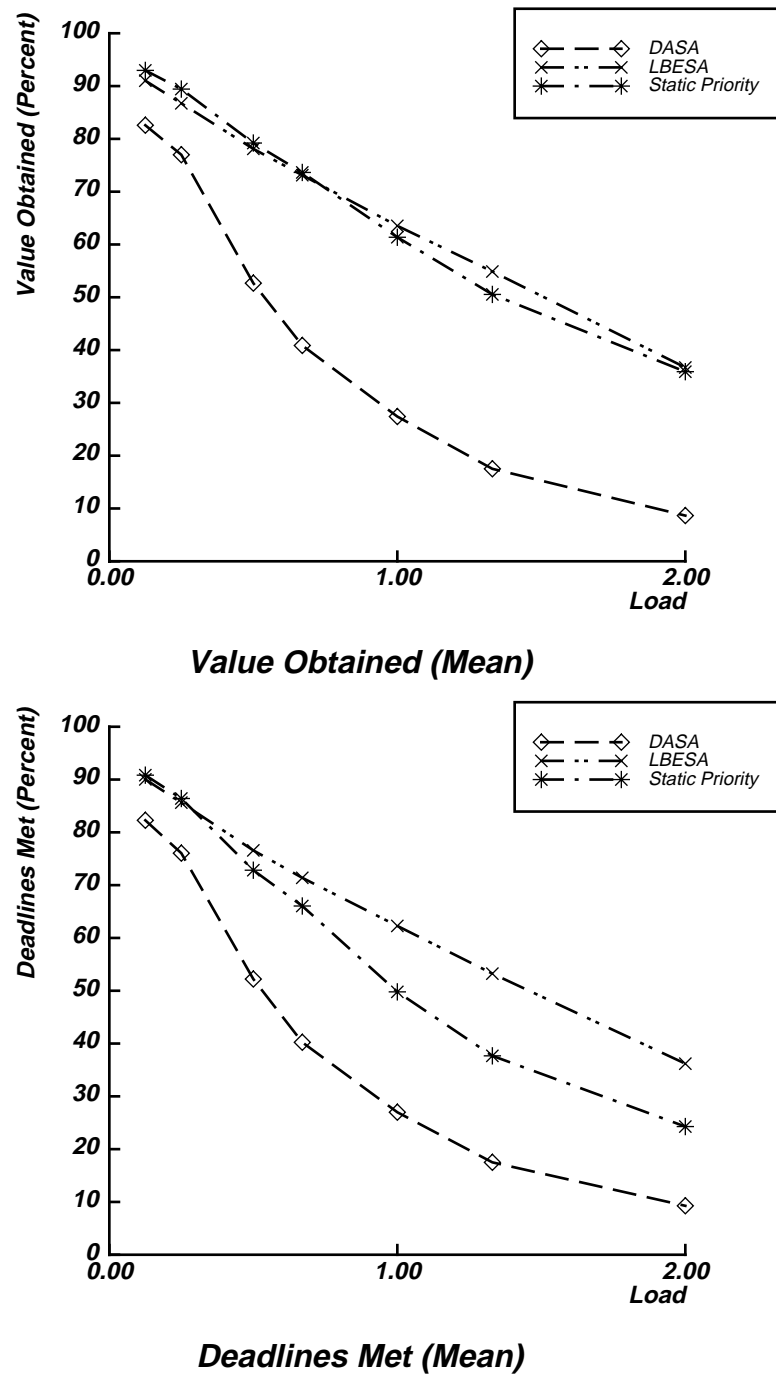 100
90
80
70
60
50
40
30
20
10
0
Value Obtained (Percent)
0.00
1.00
2.00
Load
DASA
LBESA
Static Priority
Value Obtained (Mean)
100
90
80
70
60
50
40
30
20
10
0
Deadlines Met (Percent)
0.00
1.00
2.00
Load
DASA
LBESA
Static Priority
Deadlines Met (Mean)